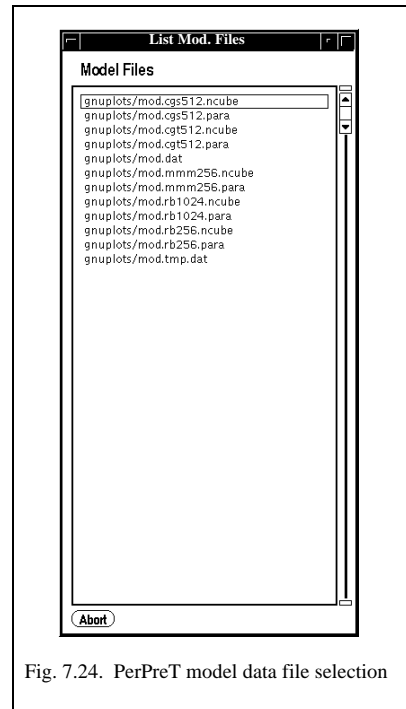 List Mod. Files
Model Files
gnuplots/mod.cgs512.ncube
gnuplots/mod.cgs512.para
gnuplots/mod.cgt512.ncube
gnuplots/mod.cgt512.para
gnuplots/mod.dat
gnuplots/mod.mmm256.ncube
gnuplots/mod.mmm256.para
gnuplots/mod.rb1024.ncube
gnuplots/mod.rb1024.para
gnuplots/mod.rb256.ncube
gnuplots/mod.rb256.para
gnuplots/mod.tmp.dat
Abort
Fig. 7.24. PerPreT model data file selection